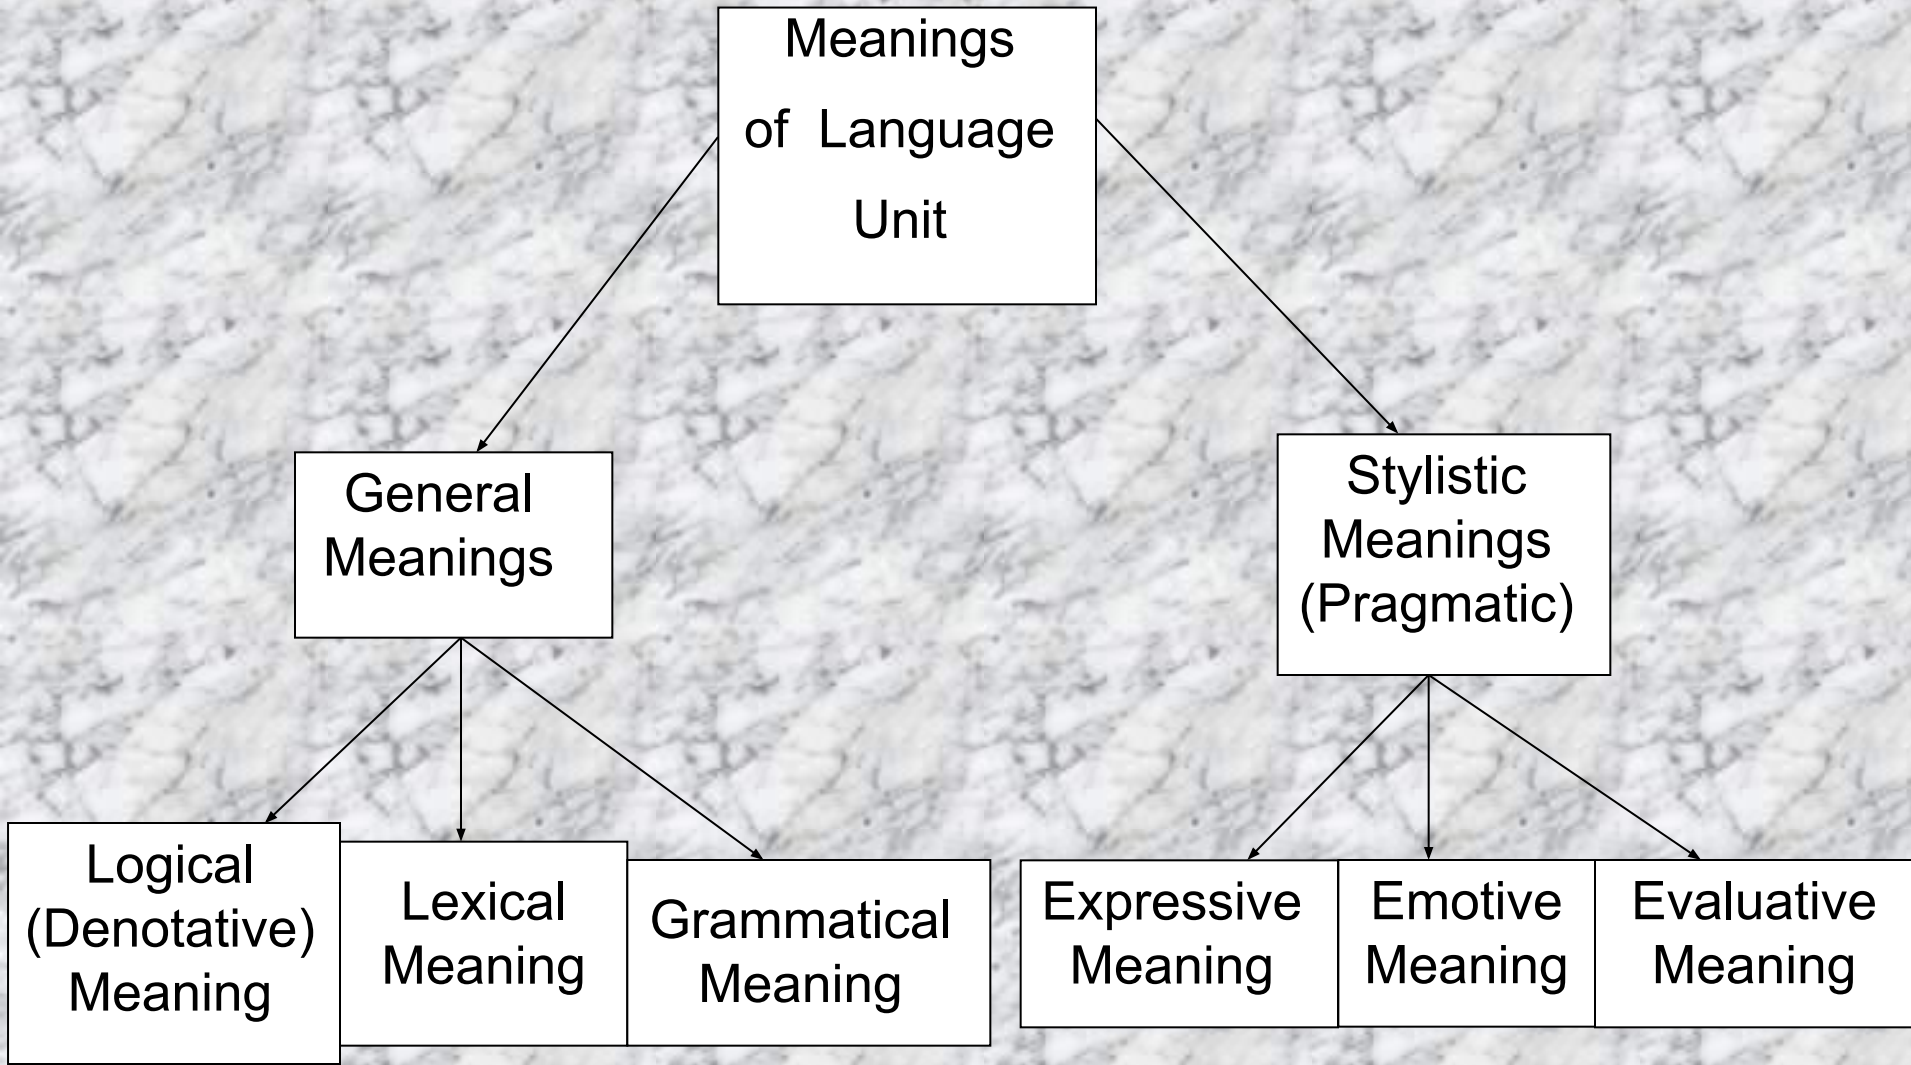 Meanings
of Language
Unit
General
Meanings
Stylistic
Meanings
(Pragmatic)
Logical
(Denotative)
Meaning
Lexical
Meaning
Grammatical
Meaning
Expressive
Meaning
Emotive
Meaning
Evaluative
Meaning